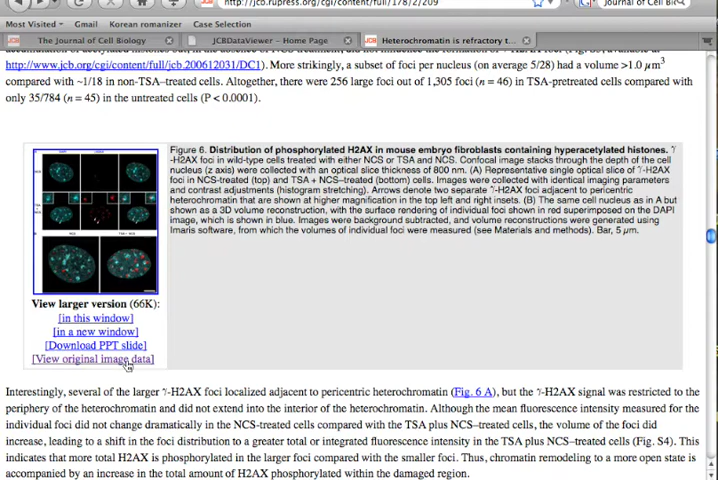 http://jcb.rupress.org/cgi/content/full/178/2/209
Journal of Cell Bi
Most Visited Gmail Korean romanizer Case Selection
The Journal of Cell Biology JCBDataViewer – Home Page Heterochromatin is refractory t...
http://www.jcb.org/cgi/content/full/jcb.200612031/DC1). More strikingly, a subset of foci per nucleus (on average 5/28) had a volume >1.0 μm3
compared with ~1/18 in non-TSA–treated cells. Altogether, there were 256 large foci out of 1,305 foci (n = 46) in TSA-pretreated cells compared with
only 35/784 (n = 45) in the untreated cells (P < 0.0001).
Figure 6. Distribution of phosphorylated H2AX in mouse embryo fibroblasts containing hyperacetylated histones. γ
-H2AX foci in wild-type cells treated with either NCS or TSA and NCS. Confocal image stacks through the depth of the cell
nucleus (z axis) were collected with an optical slice thickness of 800 nm. (A) Representative single optical slice of γ-H2AX
foci in NCS-treated (top) and TSA + NCS–treated (bottom) cells. Images were collected with identical imaging parameters
and contrast adjustments (histogram stretching). Arrows denote two separate γ-H2AX foci adjacent to pericentric
heterochromatin that are shown at higher magnification in the top left and right insets. (B) The same cell nucleus as in A but
shown as a 3D volume reconstruction, with the surface rendering of individual foci shown in red superimposed on the DAPI
image, which is shown in blue. Images were background subtracted, and volume reconstructions were generated using
Imaris software, from which the volumes of individual foci were measured (see Materials and methods). Bar, 5 μm.
View larger version (66K):
[in this window]
[in a new window]
[Download PPT slide]
[View original image data]
Interestingly, several of the larger γ-H2AX foci localized adjacent to pericentric heterochromatin (Fig. 6 A), but the γ-H2AX signal was restricted to the
periphery of the heterochromatin and did not extend into the interior of the heterochromatin. Although the mean fluorescence intensity measured for the
individual foci did not change dramatically in the NCS-treated cells compared with the TSA plus NCS–treated cells, the volume of the foci did
increase, leading to a shift in the foci distribution to a greater total or integrated fluorescence intensity in the TSA plus NCS–treated cells (Fig. S4). This
indicates that more total H2AX is phosphorylated in the larger foci compared with the smaller foci. Thus, chromatin remodeling to a more open state is
accompanied by an increase in the total amount of H2AX phosphorylated within the damaged region.